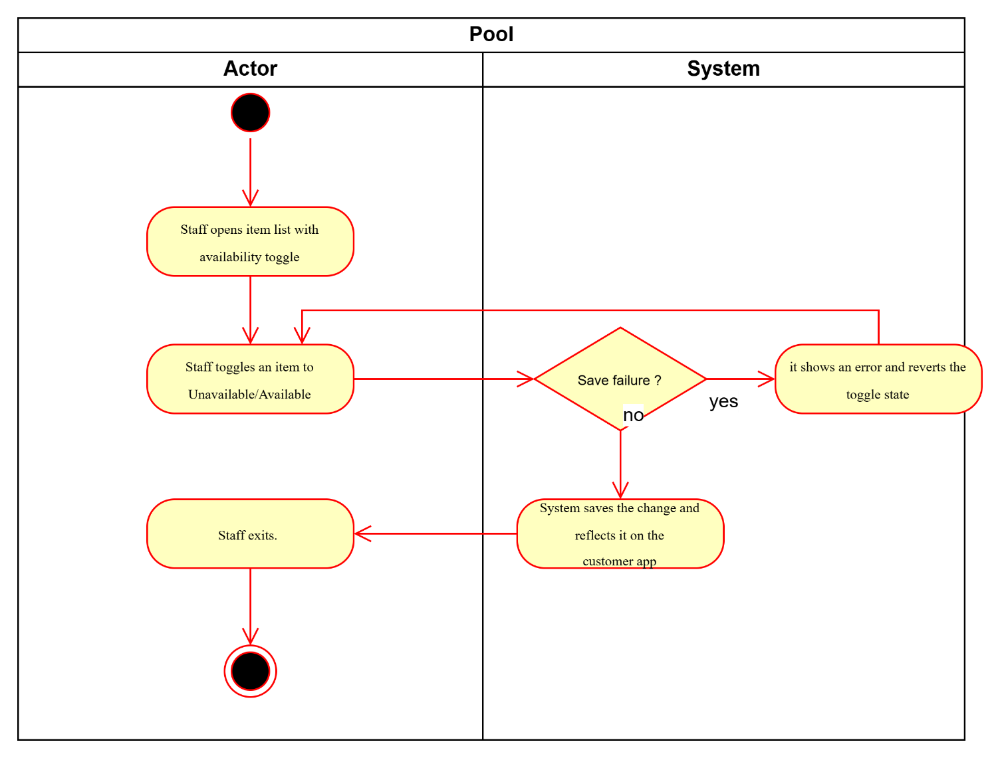 Pool
Actor
System
Staff opens item list with
availability toggle
Staff toggles an item to
Unavailable/Available
Save failure ?
no
yes
it shows an error and reverts the
toggle state
System saves the change and
reflects it on the
customer app
Staff exits.